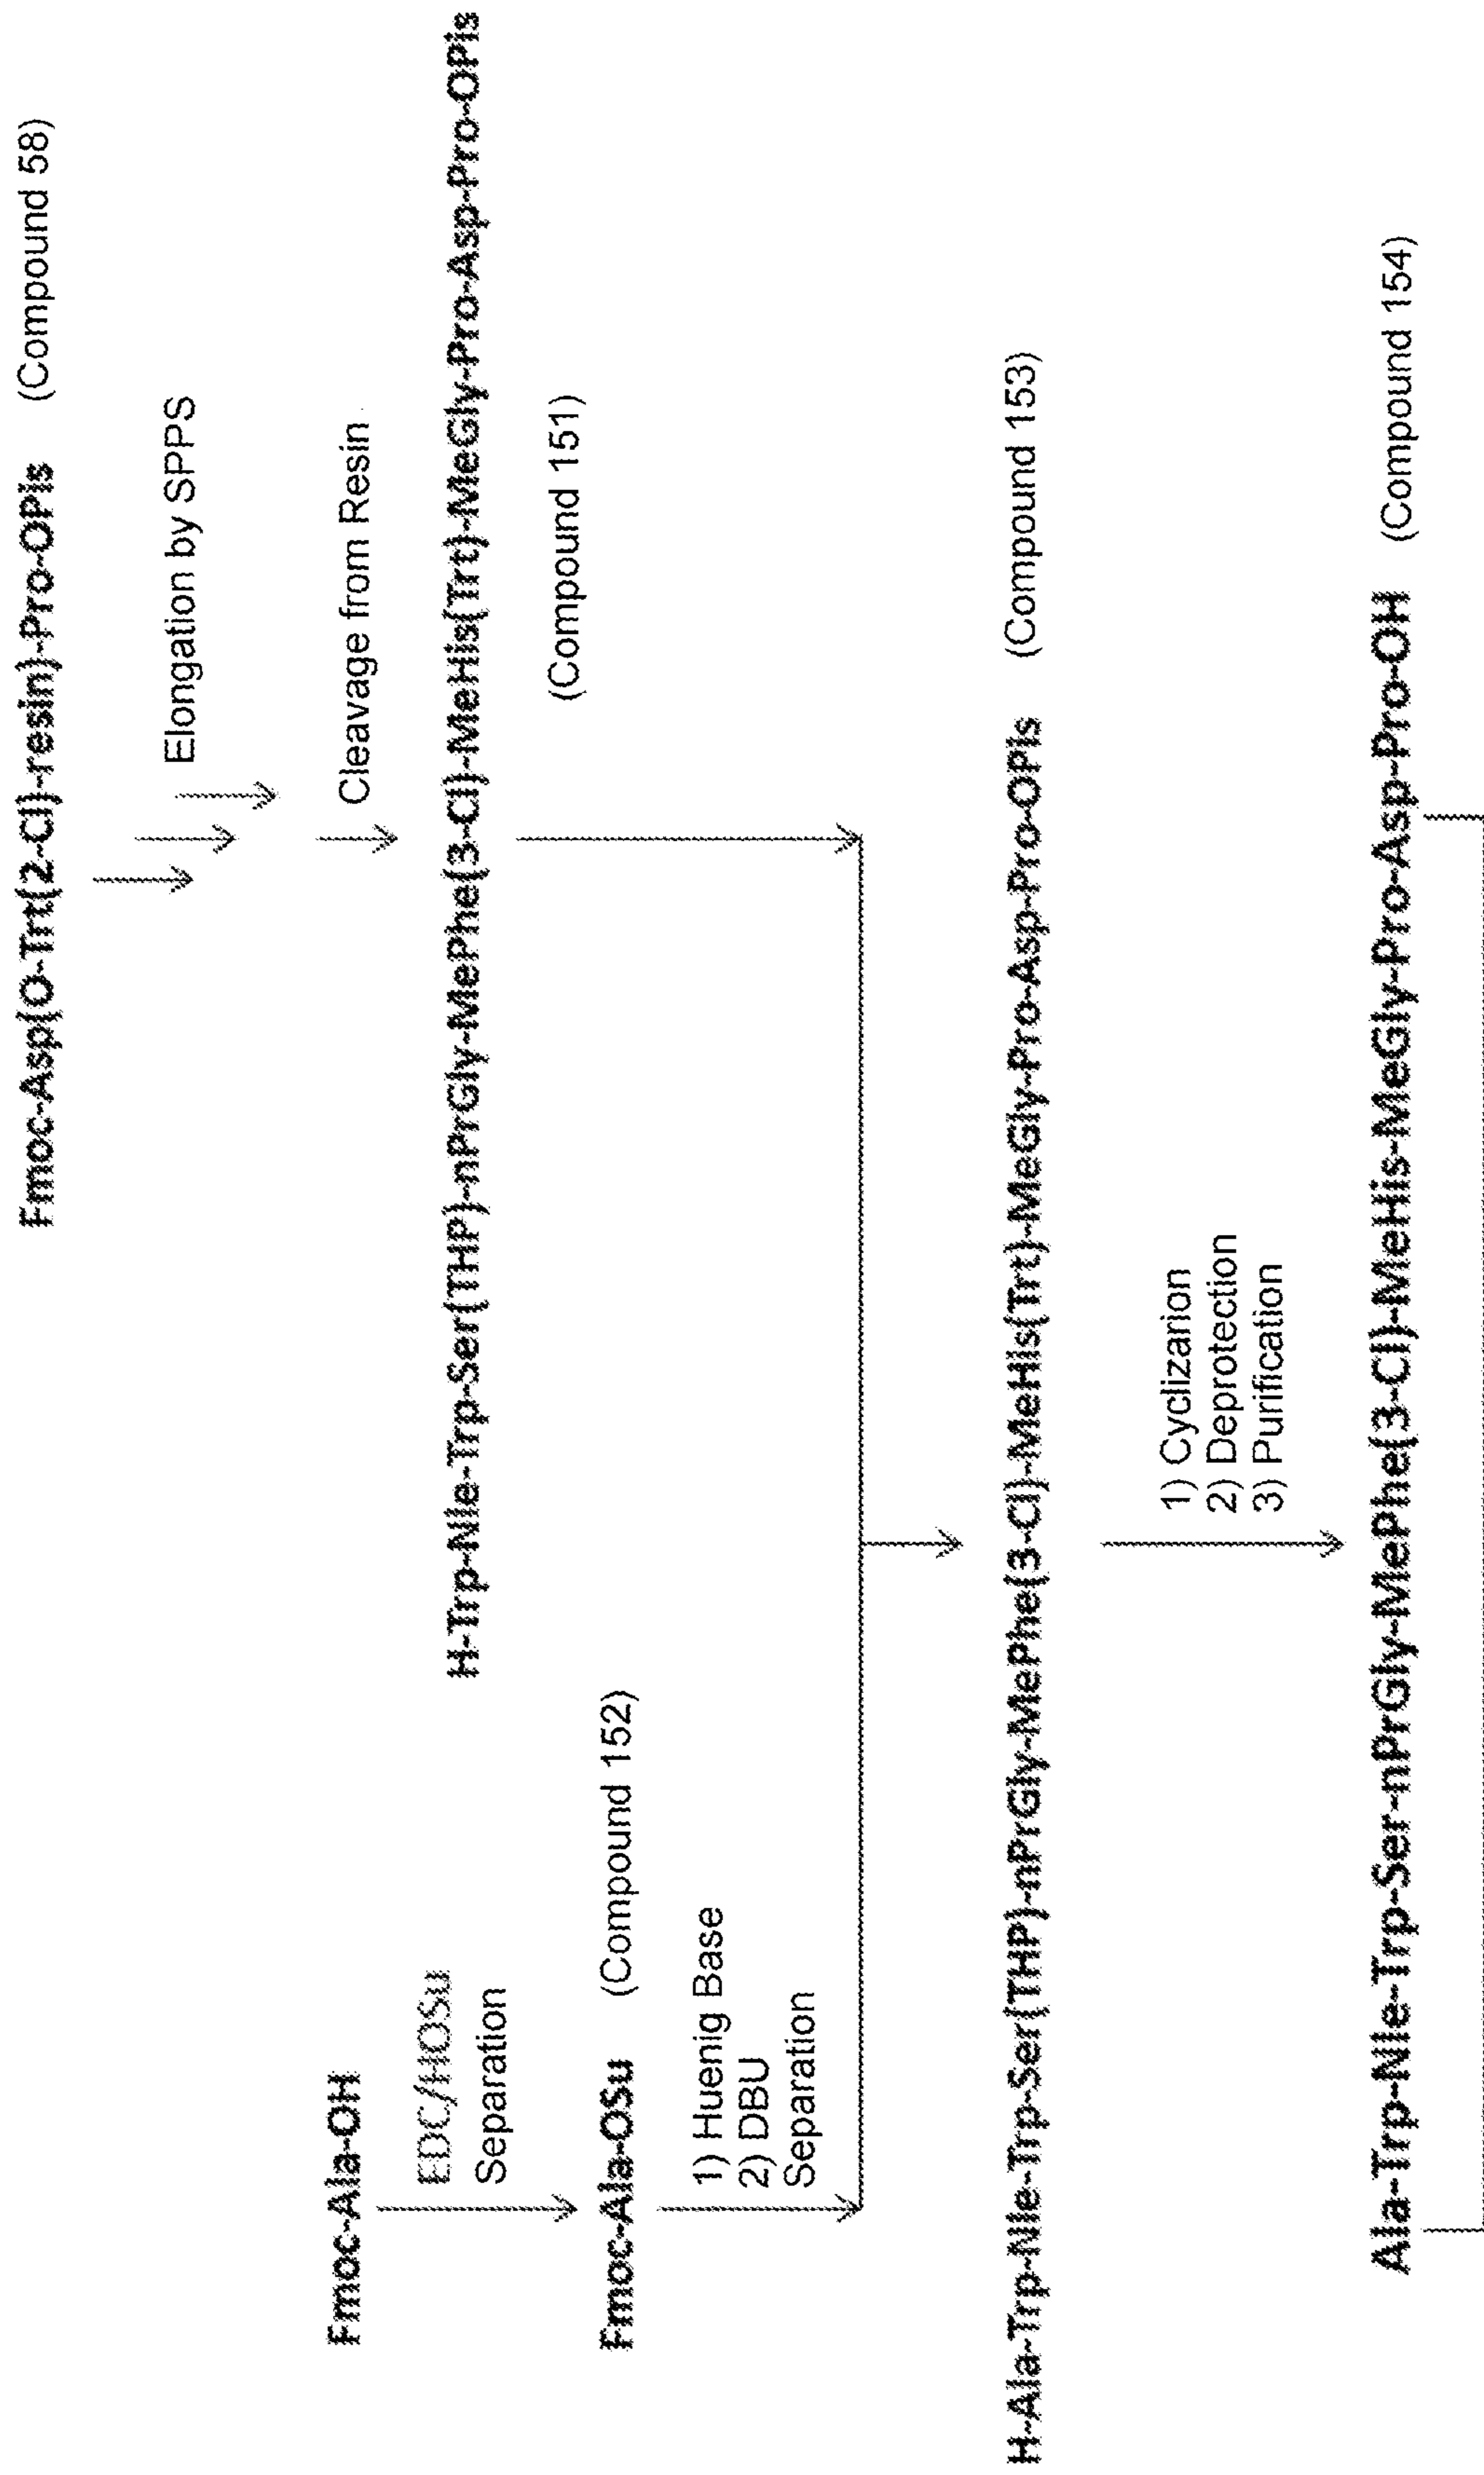 Fmoc-Asp(O-Trt(2-Cl)-resin)-Pro-OPis (Compound 58)
Elongation by SPPS
Cleavage from Resin
H-Trp-Nle-Trp-Ser(THP)-nPrGly-MePhe(3-Cl)-MeHis(Trt)-MeGly-Pro-Asp-Pro-OPis
(Compound 151)
Fmoc-Ala-OH
EDC/HOSu
Separation
Fmoc-Ala-OSu (Compound 152)
1) Huenig Base
2) DBU
Separation
H-Ala-Trp-Nle-Trp-Ser(THP)-nPrGly-MePhe(3-Cl)-MeHis(Trt)-MeGly-Pro-Asp-Pro-OPis (Compound 153)
1) Cyclizarion
2) Deprotection
3) Purification
Ala-Trp-Nle-Trp-Ser-nPrGly-MePhe(3-Cl)-MeHis-MeGly-Pro-Asp-Pro-OH (Compound 154)